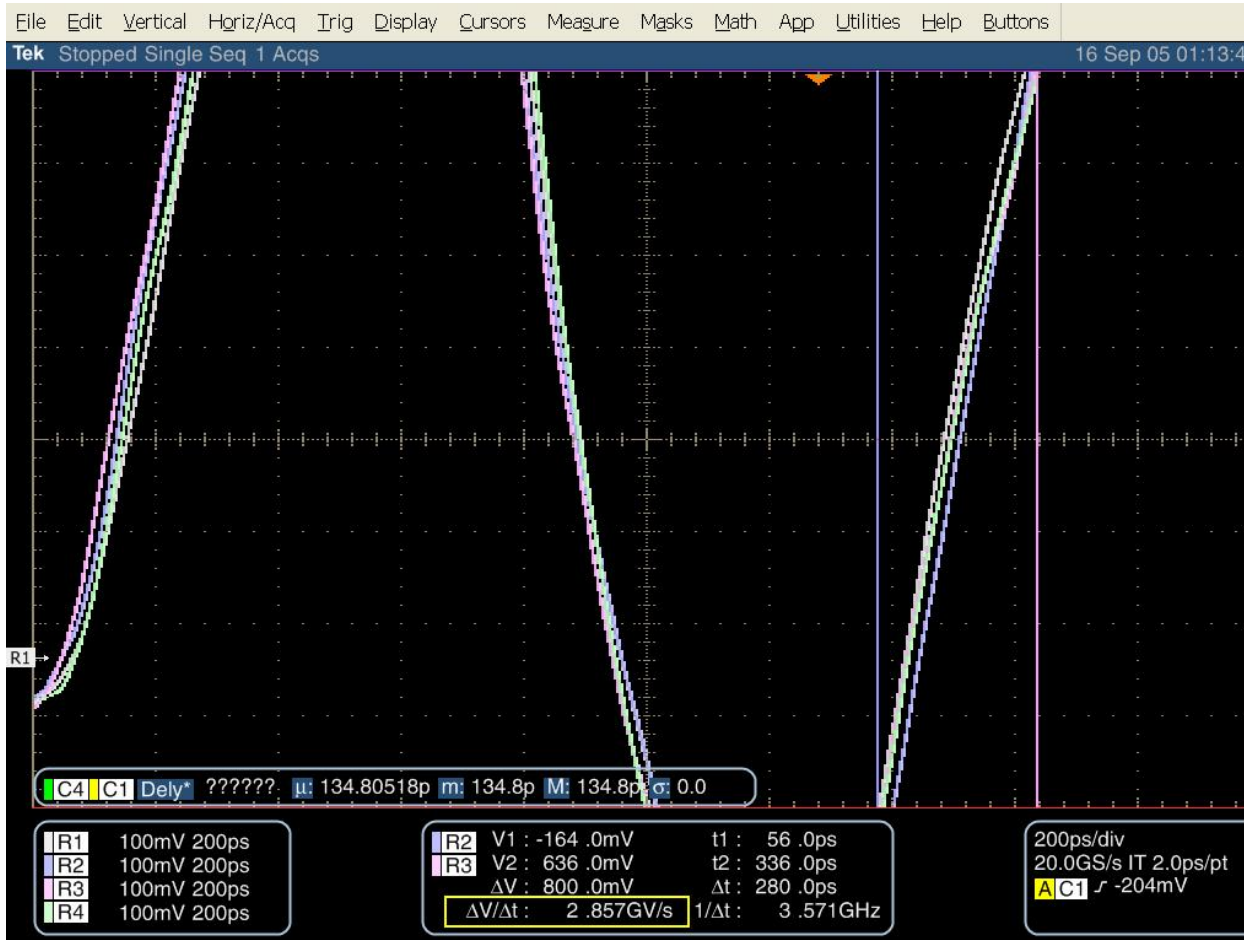 File Edit Vertical Horiz/Acq Trig Display Cursors Measure Masks Math App Utilities Help Buttons
Tek Stopped Single Seq 1 Acqs 16 Sep 05 01:13:4
R1
C4 C1 Dely* ?????? µ: 134.80518p m: 134.8p M: 134.8p σ: 0.0
R1 100mV 200ps
R2 100mV 200ps
R3 100mV 200ps
R4 100mV 200ps
R2 V1 : -164 .0mV t1 : 56 .0ps
R3 V2 : 636 .0mV t2 : 336 .0ps
ΔV : 800 .0mV Δt : 280 .0ps
ΔV/Δt : 2 .857GV/s 1/Δt : 3 .571GHz
200ps/div
20.0GS/s IT 2.0ps/pt
A C1 -204mV